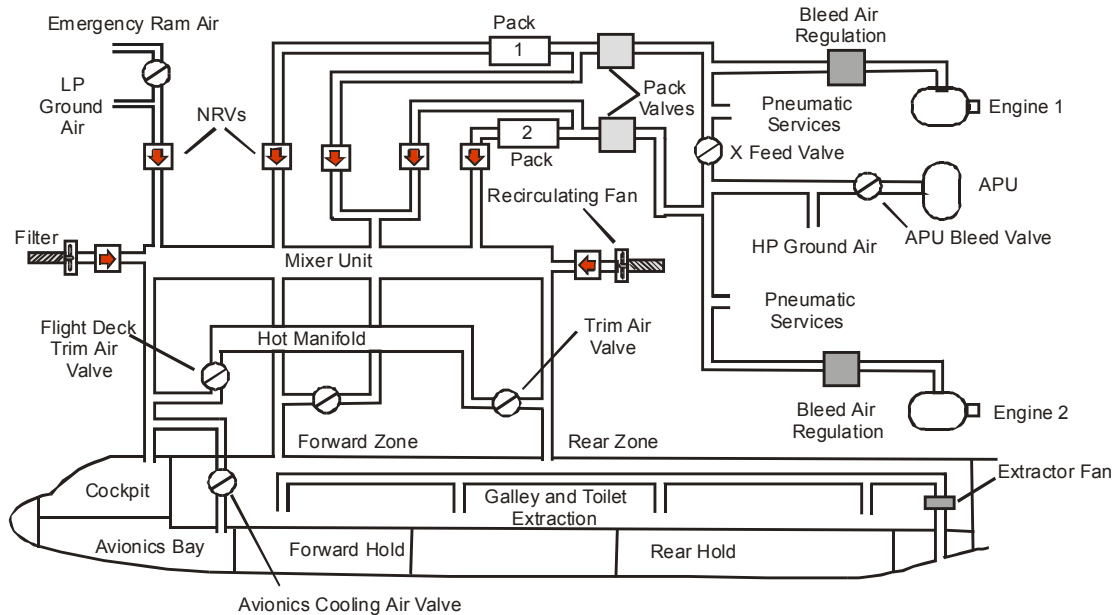 Emergency Ram Air
Pack
1
Bleed Air
Regulation
LP
Ground
Air
NRVs
Pack
Valves
Pneumatic
Services
Engine 1
2
Pack
X Feed Valve
APU
Recirculating Fan
Filter
Mixer Unit
HP Ground Air
APU Bleed Valve
Flight Deck
Trim Air
Valve
Hot Manifold
Trim Air
Valve
Pneumatic
Services
Bleed Air
Regulation
Engine 2
Forward Zone
Rear Zone
Extractor Fan
Cockpit
Galley and Toilet
Extraction
Avionics Bay
Forward Hold
Rear Hold
Avionics Cooling Air Valve